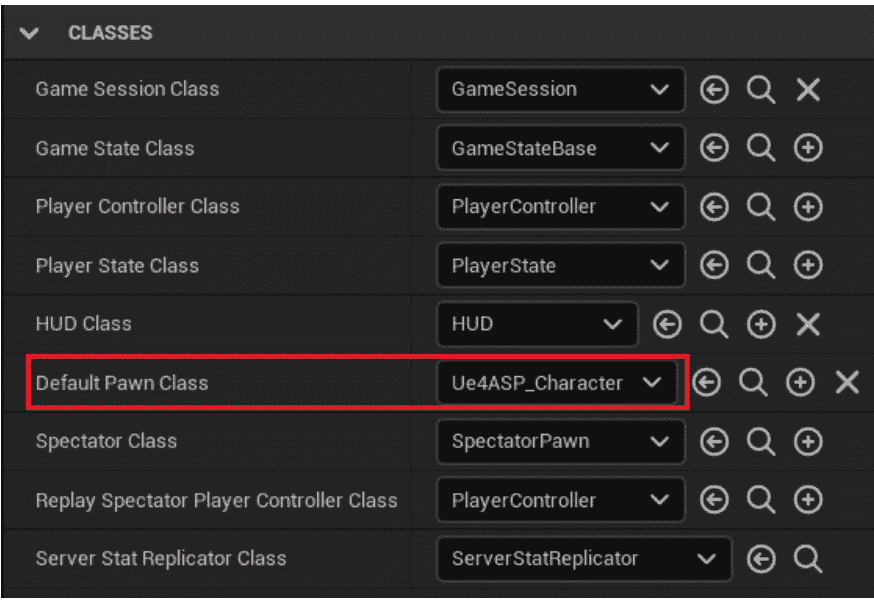 CLASSES
Game Session Class GameSession
Game State Class GameStateBase
Player Controller Class PlayerController
Player State Class PlayerState
HUD Class HUD
Default Pawn Class Ue4ASP_Character
Spectator Class SpectatorPawn
Replay Spectator Player Controller Class PlayerController
Server Stat Replicator Class ServerStatReplicator